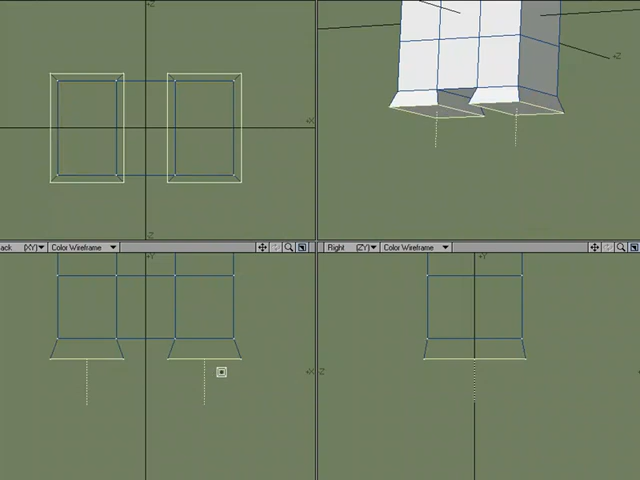 -Z
+X
-Z
+Z
ack (XY) Color Wireframe
Right (ZY) Color Wireframe
+Y
+Y
+X
-Z